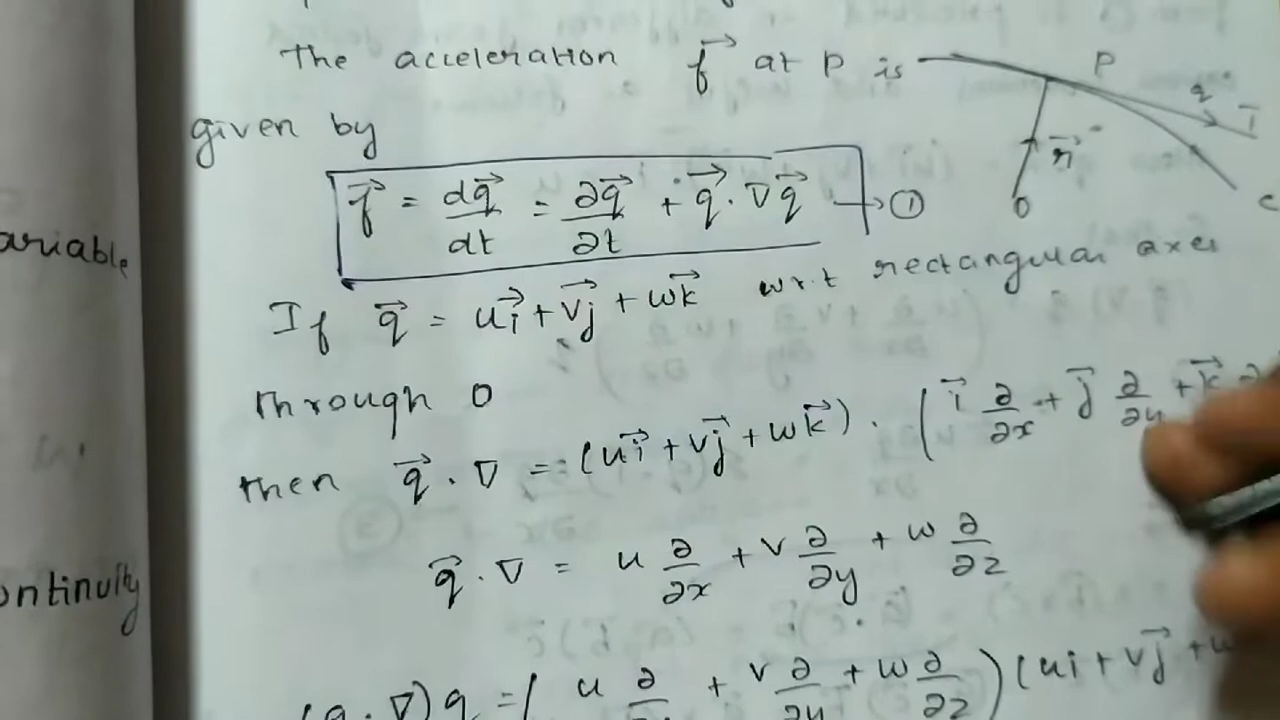 The acceleration f⃗ at P is
given by
f⃗ = dq⃗/dt = ∂q⃗/∂t + q⃗ . ∇q⃗ → ①
P
q
r⃗
O
C
If q⃗ = ui⃗ + vj⃗ + wk⃗ w.r.t rectangular axes
through O
then q⃗ . ∇ = (ui⃗ + vj⃗ + wk⃗) . (i⃗ ∂/∂x + j⃗ ∂/∂y + k⃗ ∂
q⃗ . ∇ = u ∂/∂x + v ∂/∂y + w ∂/∂z
(q . ∇)q = (u ∂ + v ∂/∂y + w ∂/∂z)(ui + vj⃗ + w
ariable
ontinuity